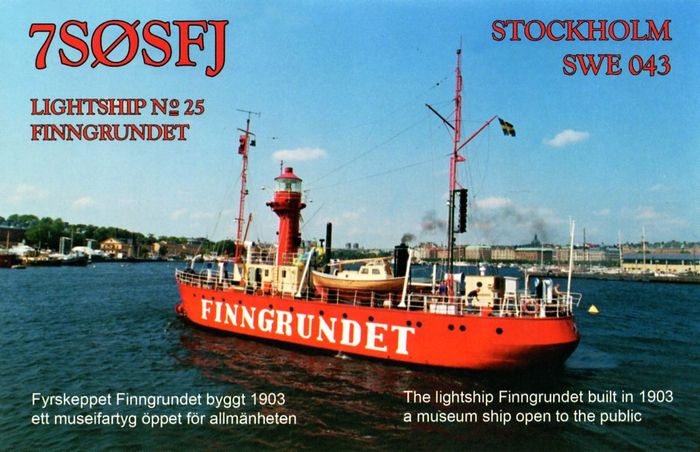 7SØSFJ
STOCKHOLM
SWE 043
LIGHTSHIP Nº 25
FINNGRUNDET
FINNGRUNDET
Fyrskeppet Finngrundet byggt 1903
ett museifartyg öppet för allmänheten
The lightship Finngrundet built in 1903
a museum ship open to the public